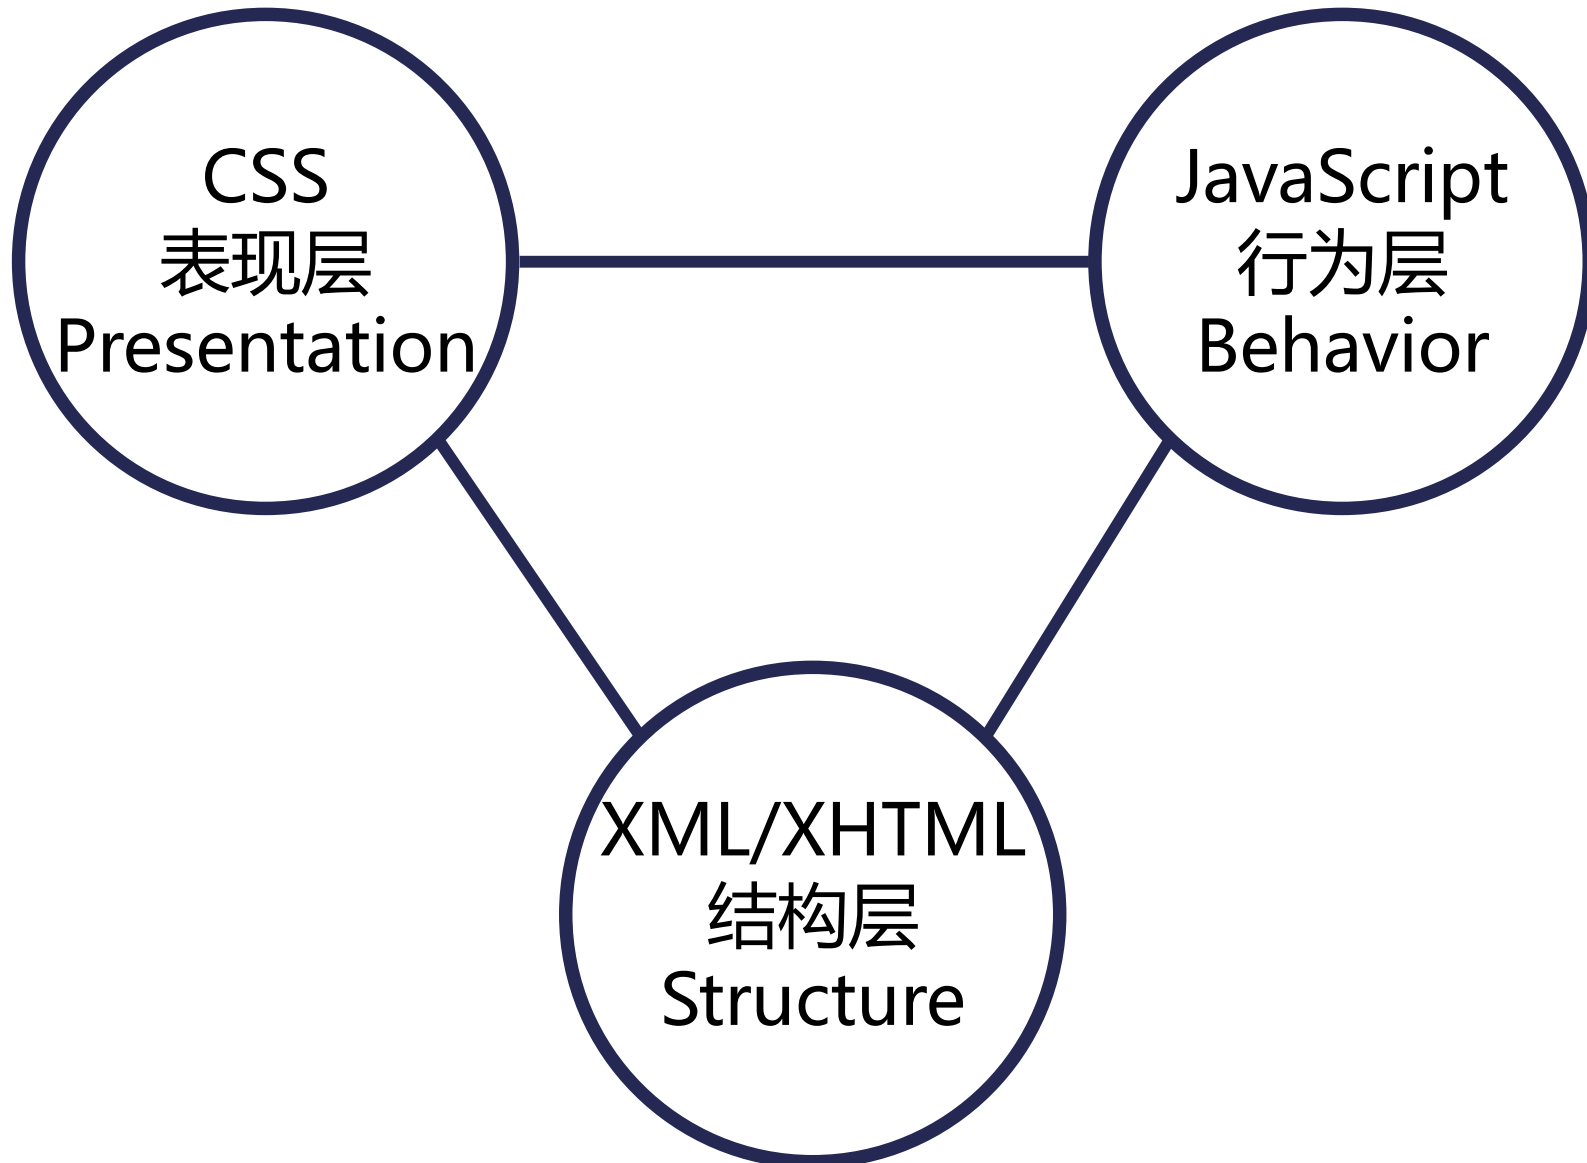 CSS
表现层
Presentation
JavaScript
行为层
Behavior
XML/XHTML
结构层
Structure